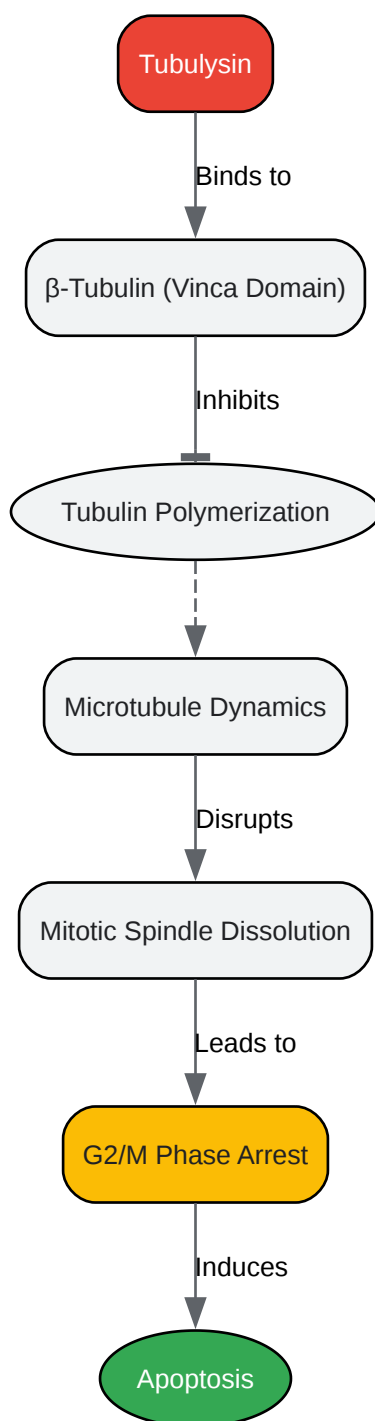 Tubulysin
Binds to
β-Tubulin (Vinca Domain)
Inhibits
Tubulin Polymerization
Microtubule Dynamics
Disrupts
Mitotic Spindle Dissolution
Leads to
G2/M Phase Arrest
Induces
Apoptosis